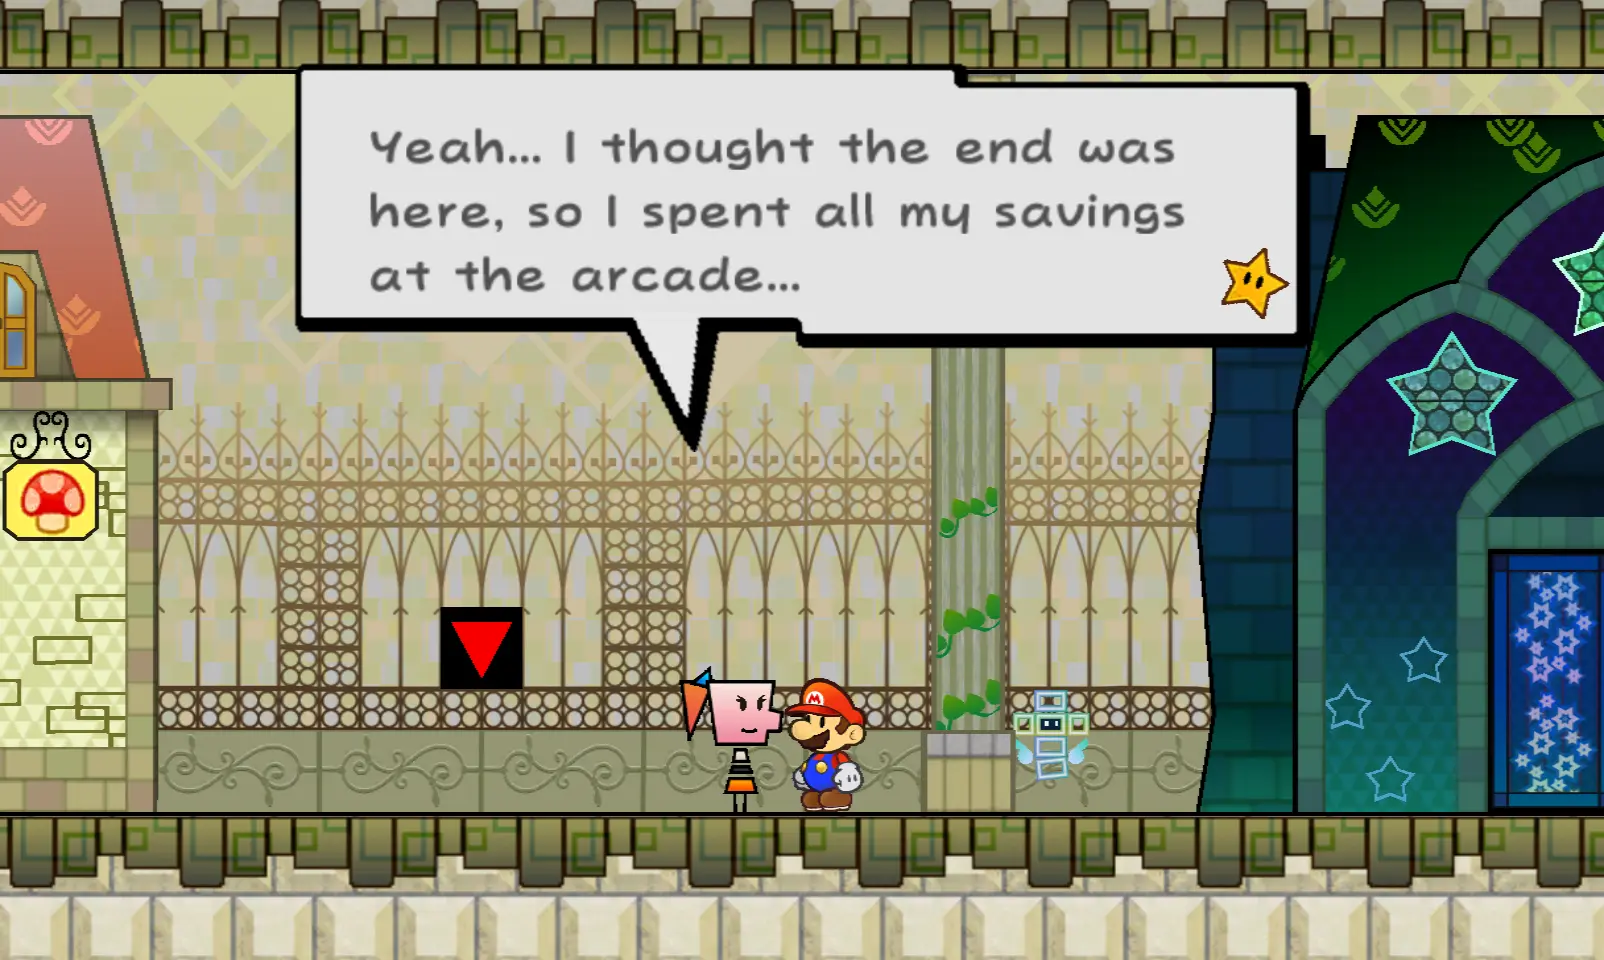 Yeah... I thought the end was
here, so I spent all my savings
at the arcade...
M